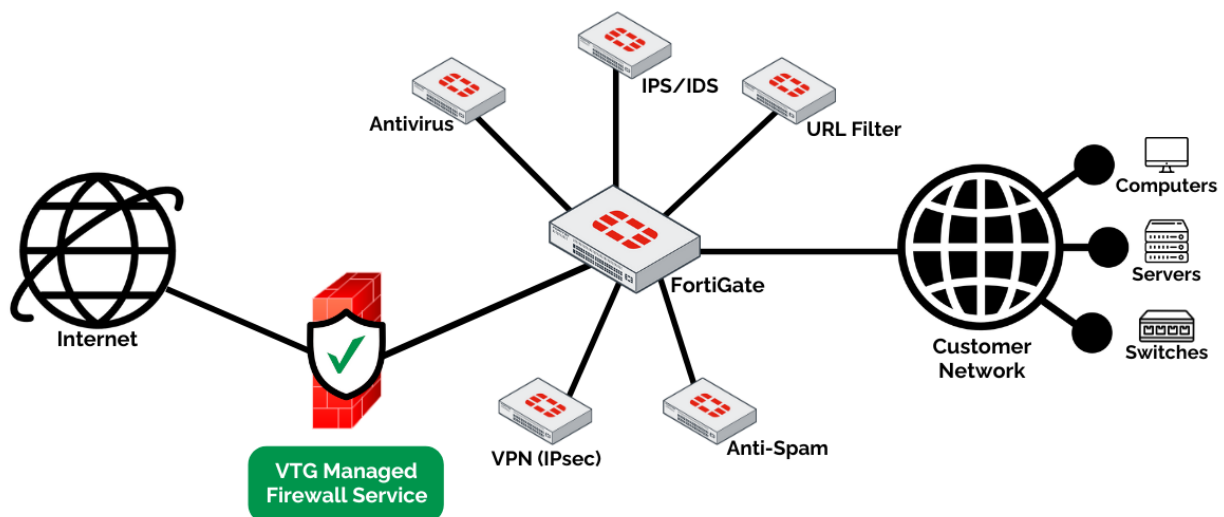 IPS/IDS
Antivirus
URL Filter
Computers
FortiGate
Servers
Internet
Customer
Network
Switches
VPN (IPsec)
Anti-Spam
VTG Managed
Firewall Service